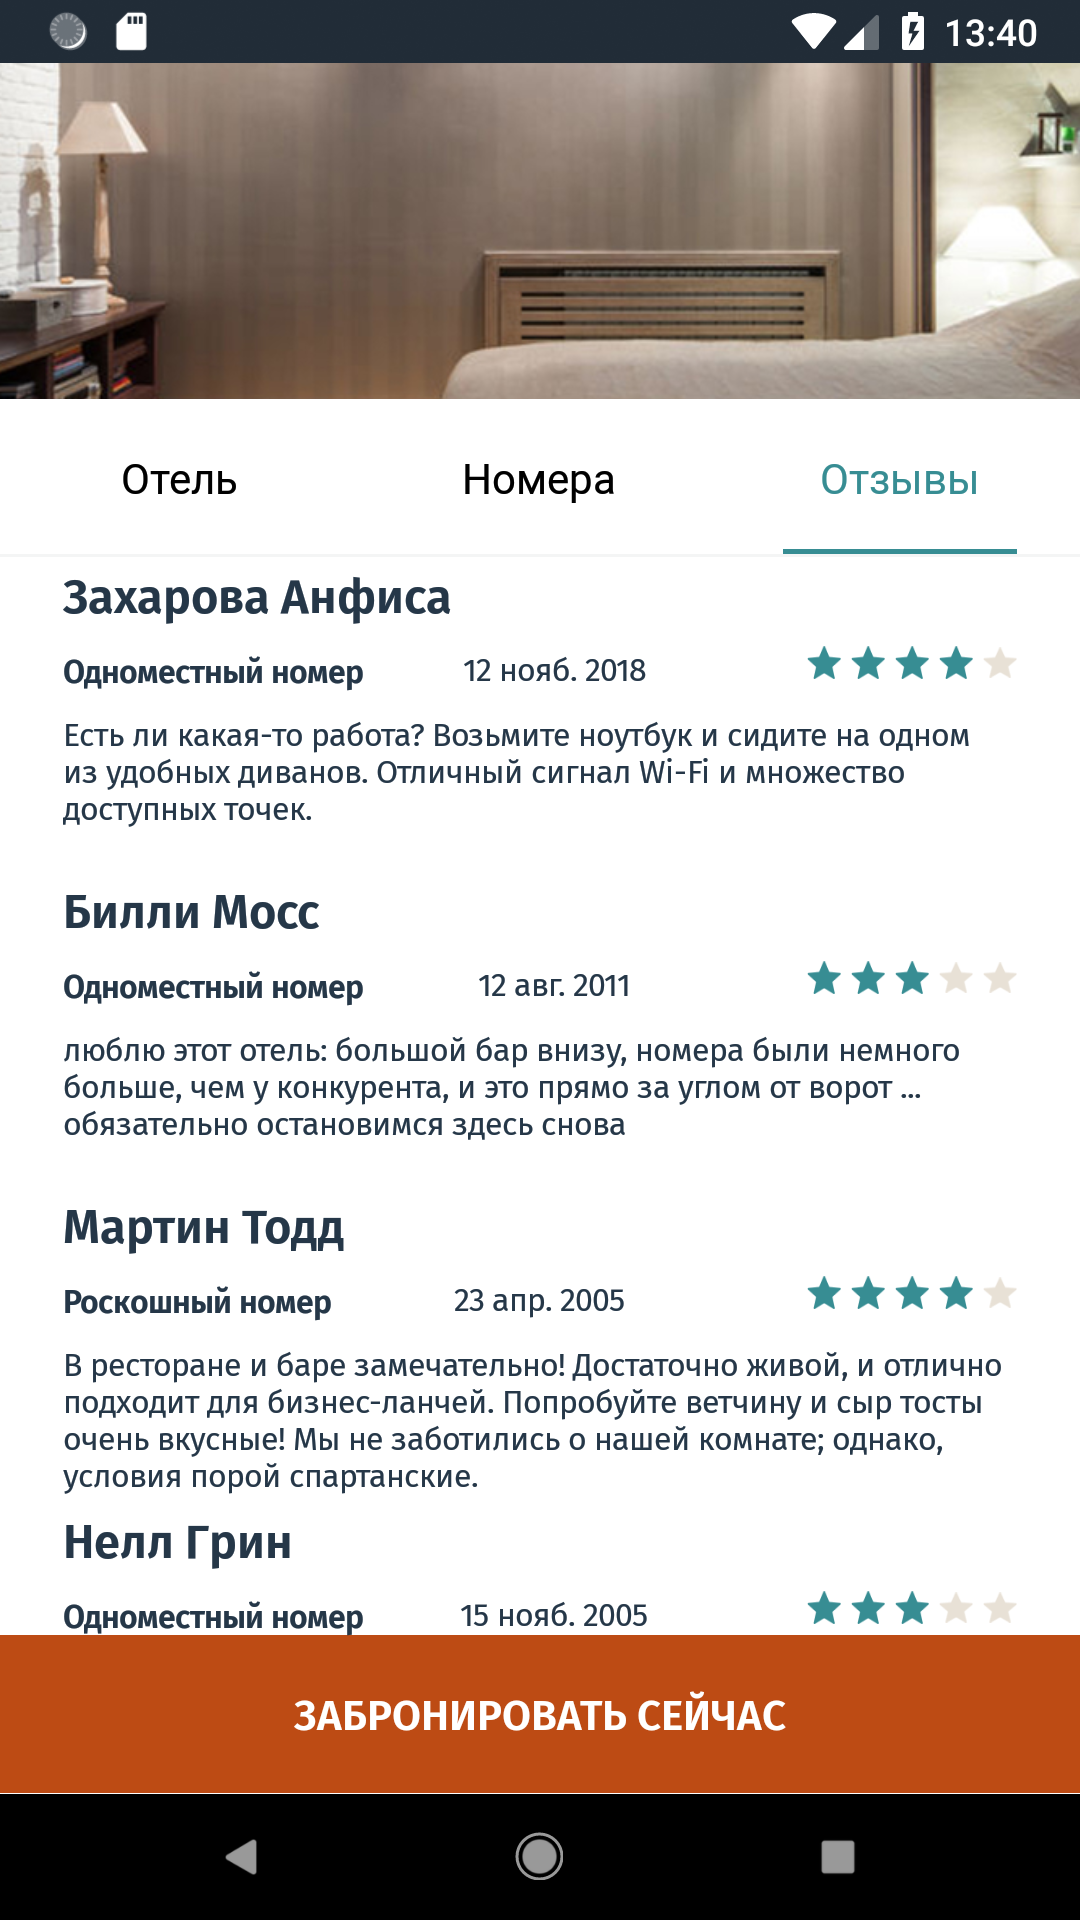 13:40
Отель Номера Отзывы
Захарова Анфиса
Одноместный номер 12 нояб. 2018
Есть ли какая-то работа? Возьмите ноутбук и сидите на одном
из удобных диванов. Отличный сигнал Wi-Fi и множество
доступных точек.
Билли Мосс
Одноместный номер 12 авг. 2011
люблю этот отель: большой бар внизу, номера были немного
больше, чем у конкурента, и это прямо за углом от ворот ...
обязательно остановимся здесь снова
Мартин Тодд
Роскошный номер 23 апр. 2005
В ресторане и баре замечательно! Достаточно живой, и отлично
подходит для бизнес-ланчей. Попробуйте ветчину и сыр тосты
очень вкусные! Мы не заботились о нашей комнате; однако,
условия порой спартанские.
Нелл Грин
Одноместный номер 15 нояб. 2005
ЗАБРОНИРОВАТЬ СЕЙЧАС